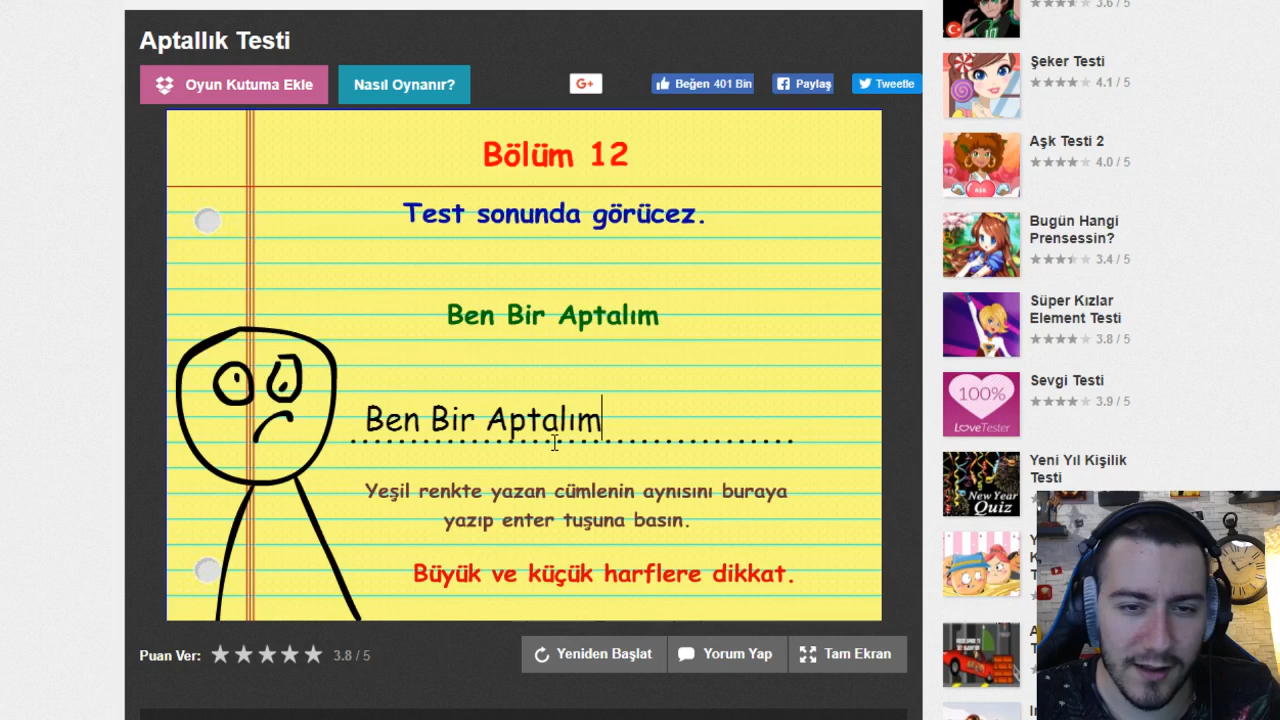 Aptallık Testi
Oyun Kutuma Ekle
Nasıl Oynanır?
G+
Beğen 401 Bin
Paylaş
Tweetle
Bölüm 12
Test sonunda görücez.
Ben Bir Aptalım
Ben Bir Aptalım
Yeşil renkte yazan cümlenin aynısını buraya
yazıp enter tuşuna basın.
Büyük ve küçük harflere dikkat.
Puan Ver:
3.8 / 5
Yeniden Başlat
Yorum Yap
Tam Ekran
3.6 / 5
Şeker Testi
4.1 / 5
Aşk Testi 2
4.0 / 5
Bugün Hangi
Prensessin?
3.4 / 5
Süper Kızlar
Element Testi
3.8 / 5
100%
LoveTester
Sevgi Testi
3.9 / 5
New Year
Quiz
Yeni Yıl Kişilik
Testi